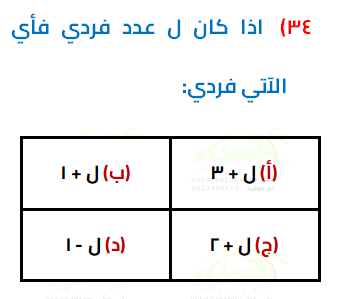 ٣٤) اذا كان ل عدد فردي فأي
الآتي فردي:
(أ) ل + ٣
(ب) ل + ١
(ج) ل + ٢
(د) ل - ١